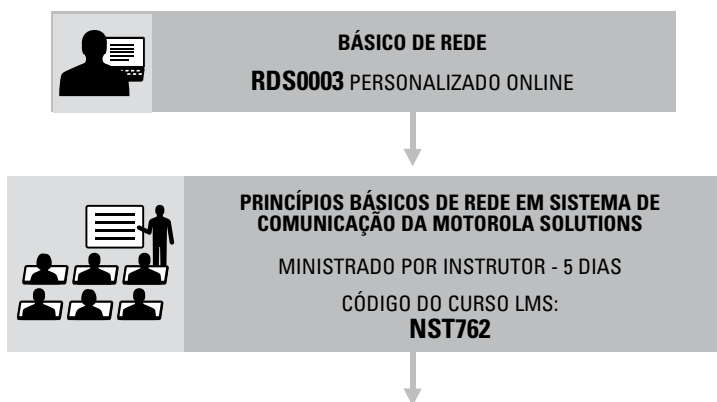 BÁSICO DE REDE
RDS0003 PERSONALIZADO ONLINE
PRINCÍPIOS BÁSICOS DE REDE EM SISTEMA DE
COMUNICAÇÃO DA MOTOROLA SOLUTIONS
MINISTRADO POR INSTRUTOR - 5 DIAS
CÓDIGO DO CURSO LMS:
NST762